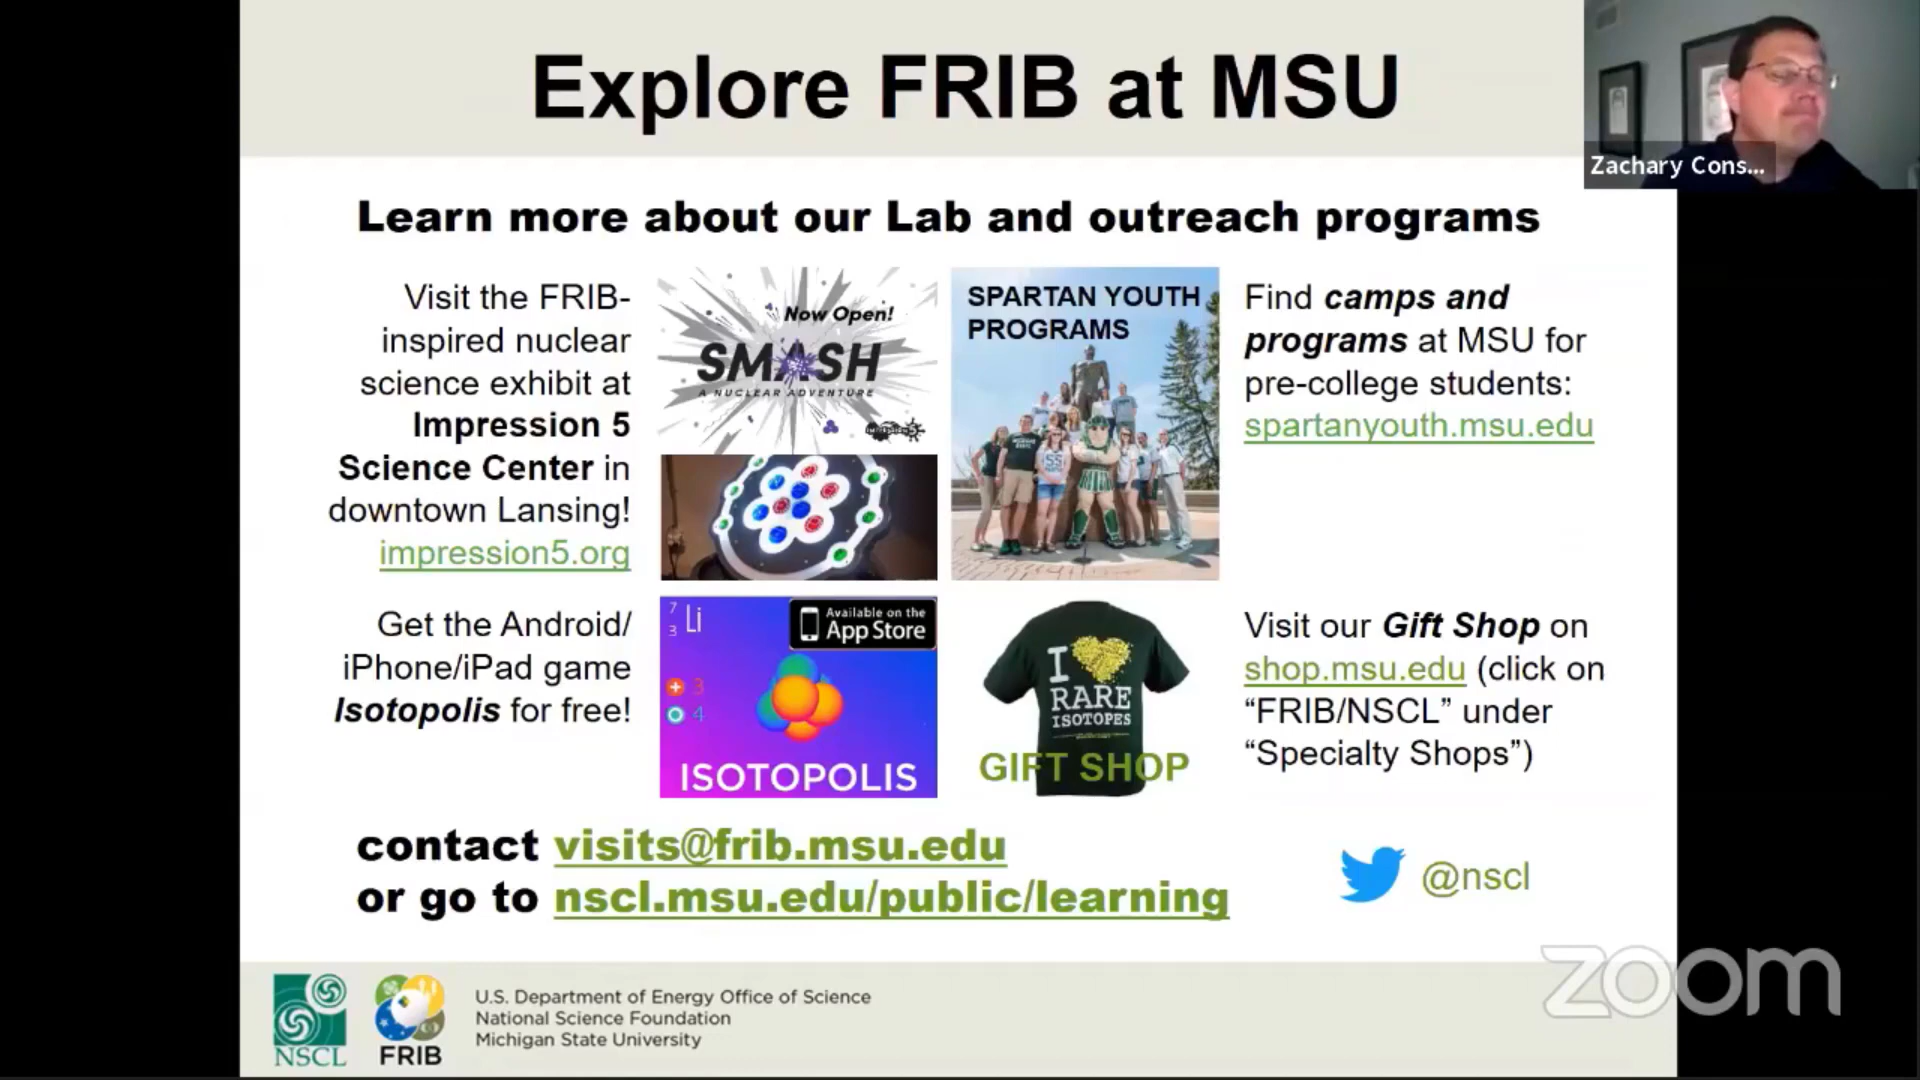 Explore FRIB at MSU
Zachary Cons...
Learn more about our Lab and outreach programs
Visit the FRIB-
inspired nuclear
science exhibit at
Impression 5
Science Center in
downtown Lansing!
impression5.org
Now Open!
SMASH
A NUCLEAR ADVENTURE
SPARTAN YOUTH
PROGRAMS
Find camps and
programs at MSU for
pre-college students:
spartanyouth.msu.edu
Get the Android/
iPhone/iPad game
Isotopolis for free!
7
3 Li
Available on the
App Store
3
4
ISOTOPOLIS
I
RARE
ISOTOPES
GIFT SHOP
Visit our Gift Shop on
shop.msu.edu (click on
“FRIB/NSCL” under
“Specialty Shops”)
contact visits@frib.msu.edu
or go to nscl.msu.edu/public/learning
@nscl
NSCL
FRIB
U.S. Department of Energy Office of Science
National Science Foundation
Michigan State University
zoom